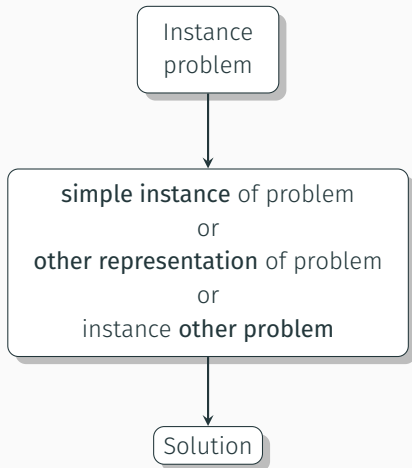 Instance
problem
simple instance of problem
or
other representation of problem
or
instance other problem
Solution